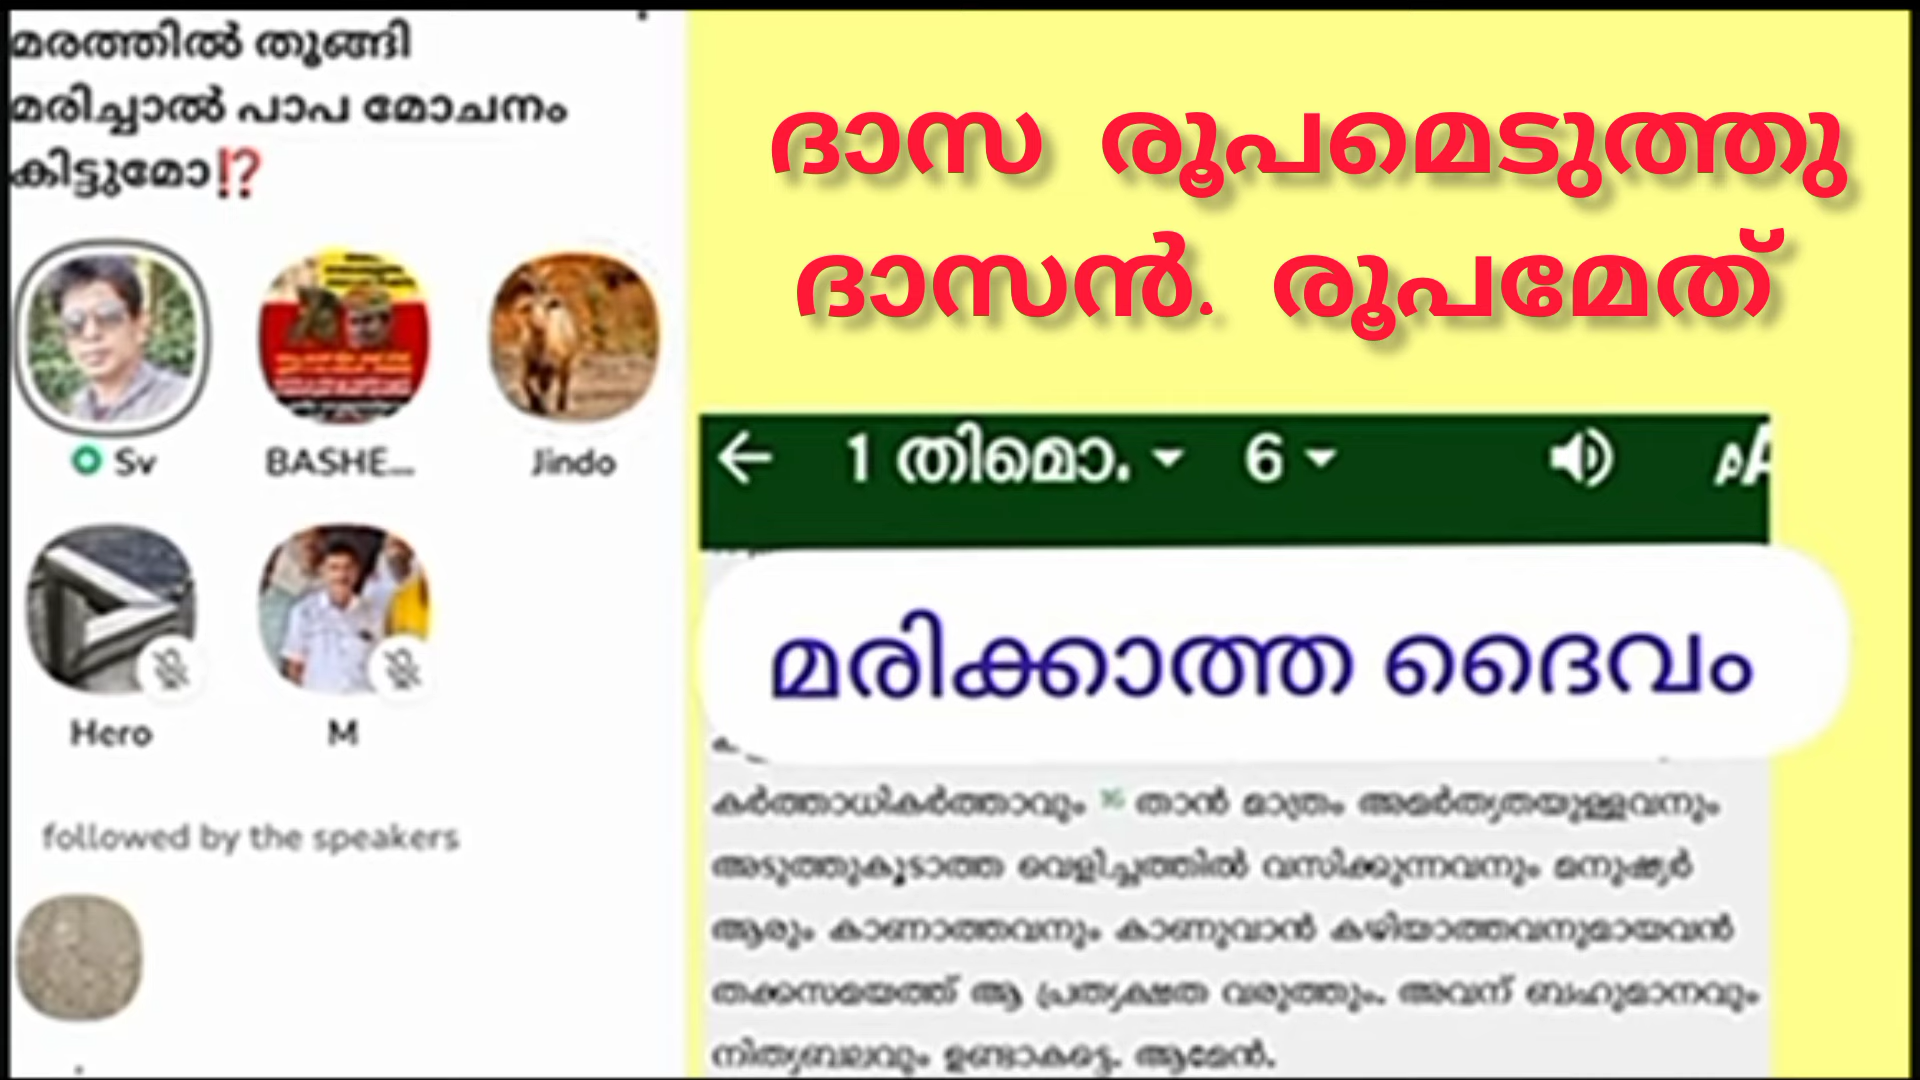 മരത്തിൽ തൂങ്ങി
മരിച്ചാൽ പാപ മോചനം
കിട്ടുമോ⁉️
Sv
BASHE...
Jindo
Hero
M
followed by the speakers
ദാസ രൂപമെടുത്തു
ദാസൻ. രൂപമേത്
1 തിമൊ. 6
AA
മരിക്കാത്ത ദൈവം
കർത്താധികർത്താവും 16 താൻ മാത്രം അമർത്യതയുള്ളവനും
അടുത്തുകൂടാത്ത വെളിച്ചത്തിൽ വസിക്കുന്നവനും മനുഷ്യർ
ആരും കാണാത്തവനും കാണുവാൻ കഴിയാത്തവനുമായവൻ
തക്കസമയത്ത് ആ പ്രത്യക്ഷത വരുത്തും. അവന് ബഹുമാനവും
നിത്യബലവും ഉണ്ടാകട്ടെ. ആമേൻ.